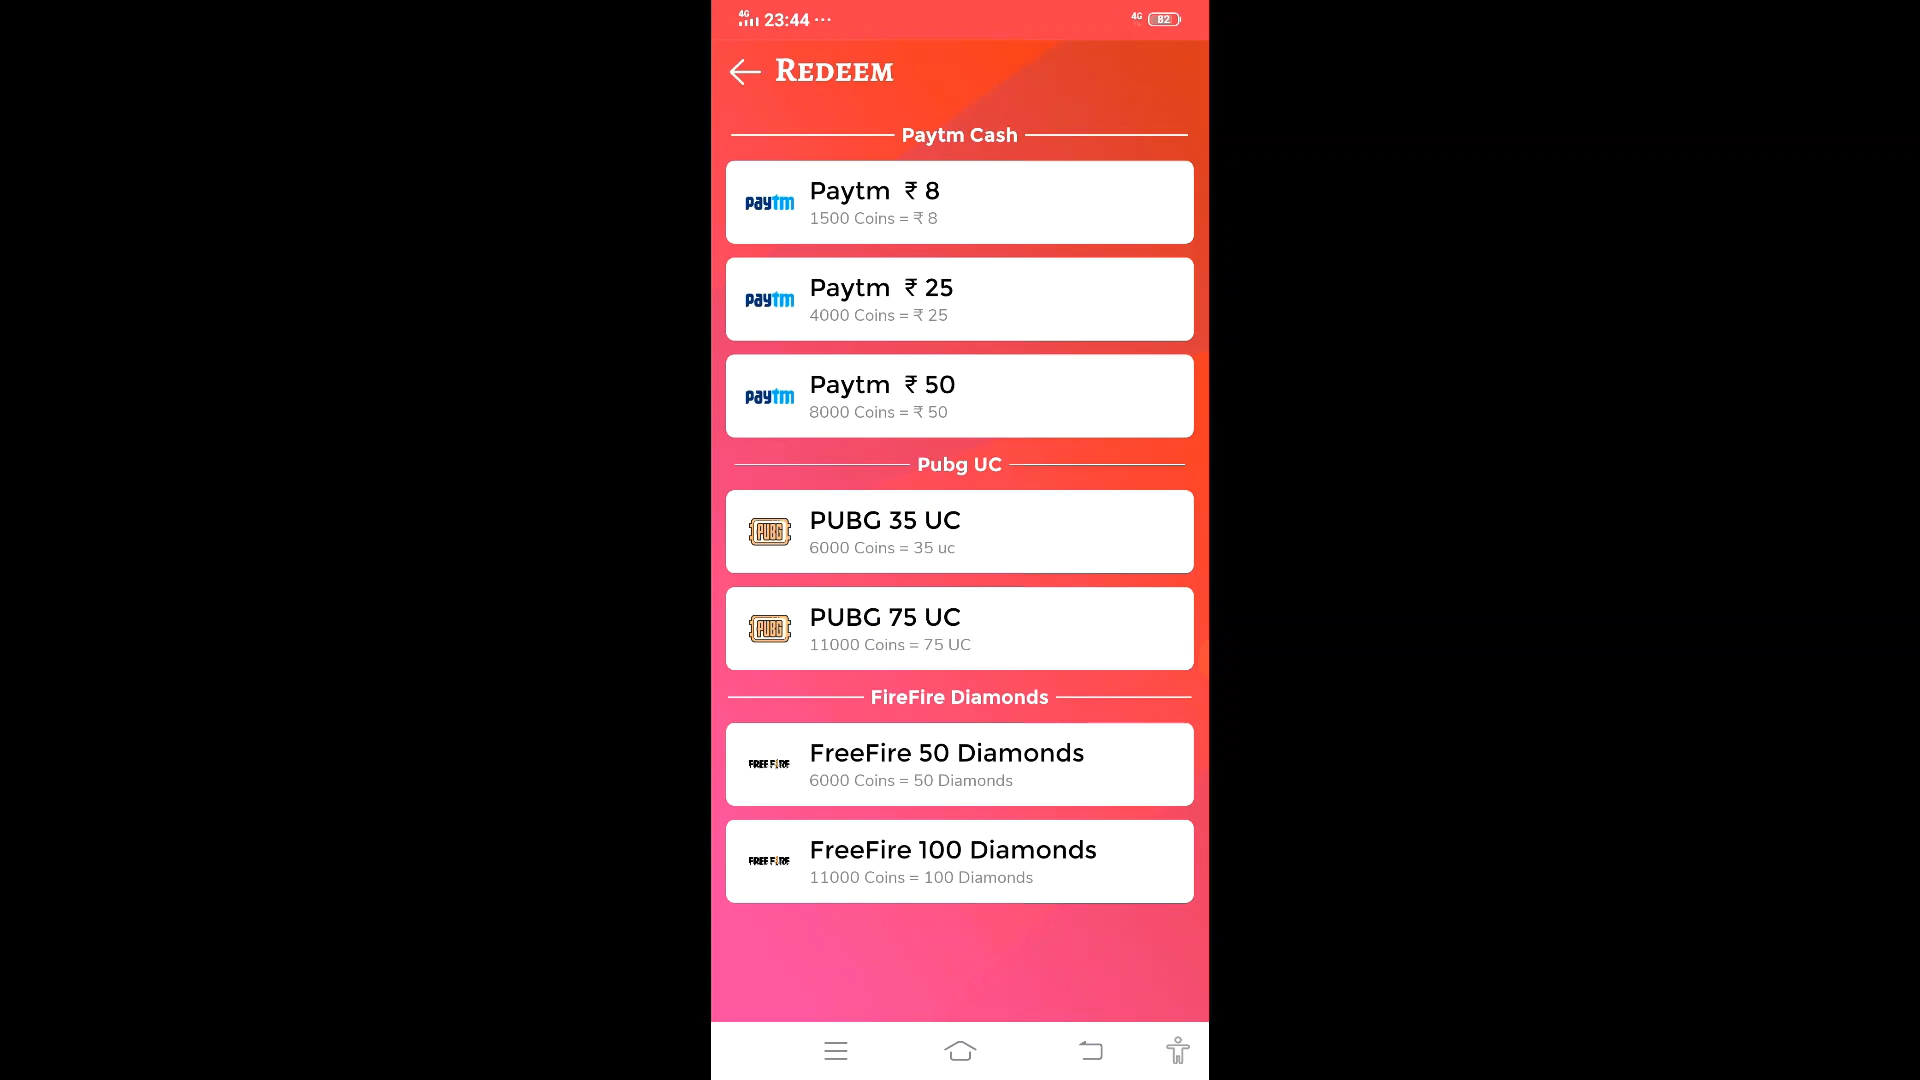 4G 23:44 ... 4G 82
Redeem
Paytm Cash
paytm Paytm ₹ 8
1500 Coins = ₹ 8
paytm Paytm ₹ 25
4000 Coins = ₹ 25
paytm Paytm ₹ 50
8000 Coins = ₹ 50
Pubg UC
PUBG PUBG 35 UC
6000 Coins = 35 uc
PUBG PUBG 75 UC
11000 Coins = 75 UC
FireFire Diamonds
FREE FIRE FreeFire 50 Diamonds
6000 Coins = 50 Diamonds
FREE FIRE FreeFire 100 Diamonds
11000 Coins = 100 Diamonds